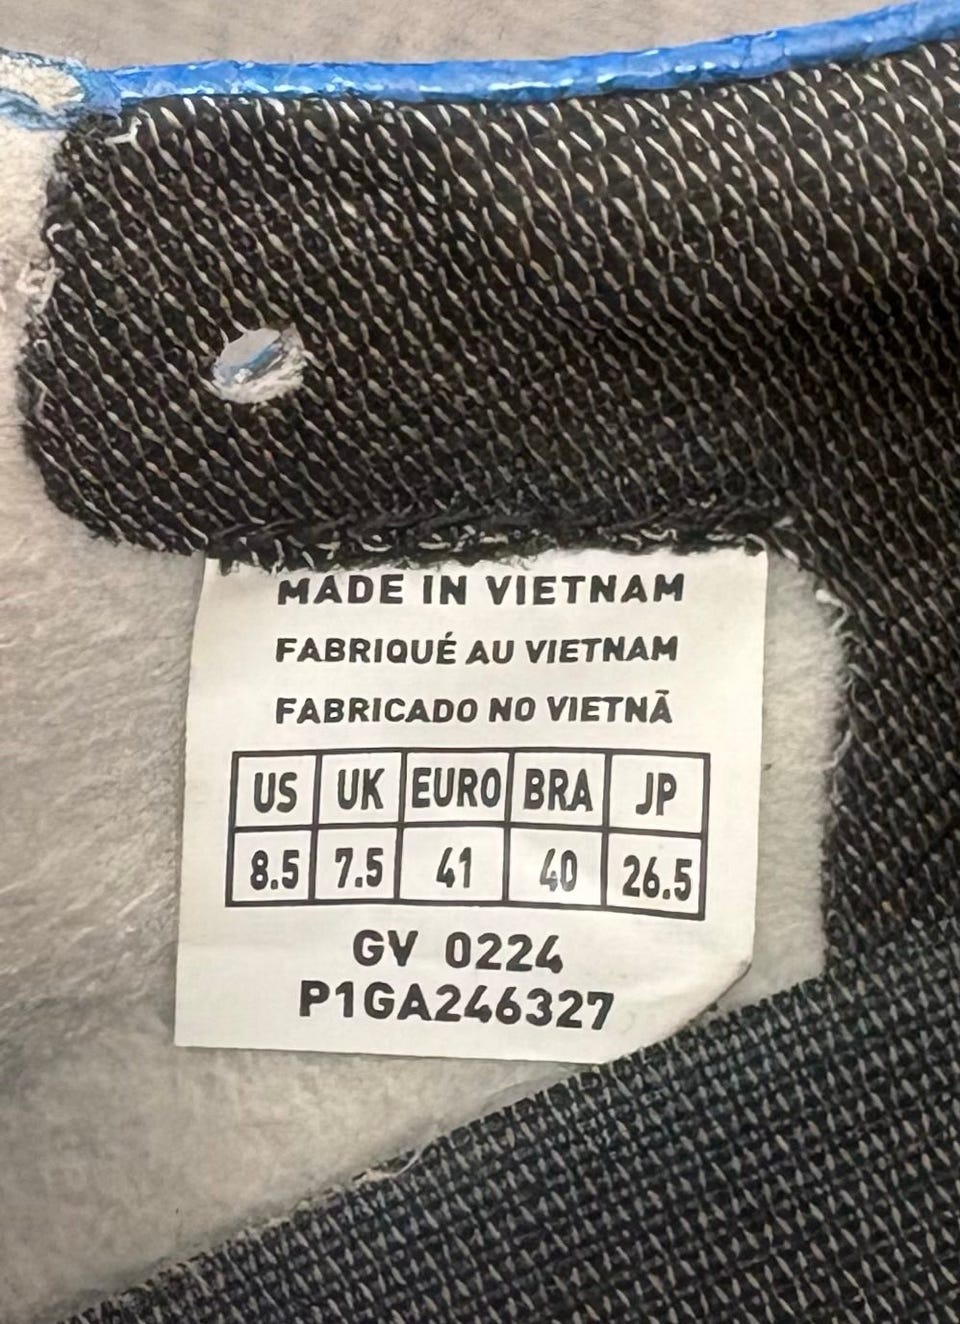 MADE IN VIETNAM
FABRIQUÉ AU VIETNAM
FABRICADO NO VIETNÃ
US UK EURO BRA JP
8.5 7.5 41 40 26.5
GV 0224
P1GA246327